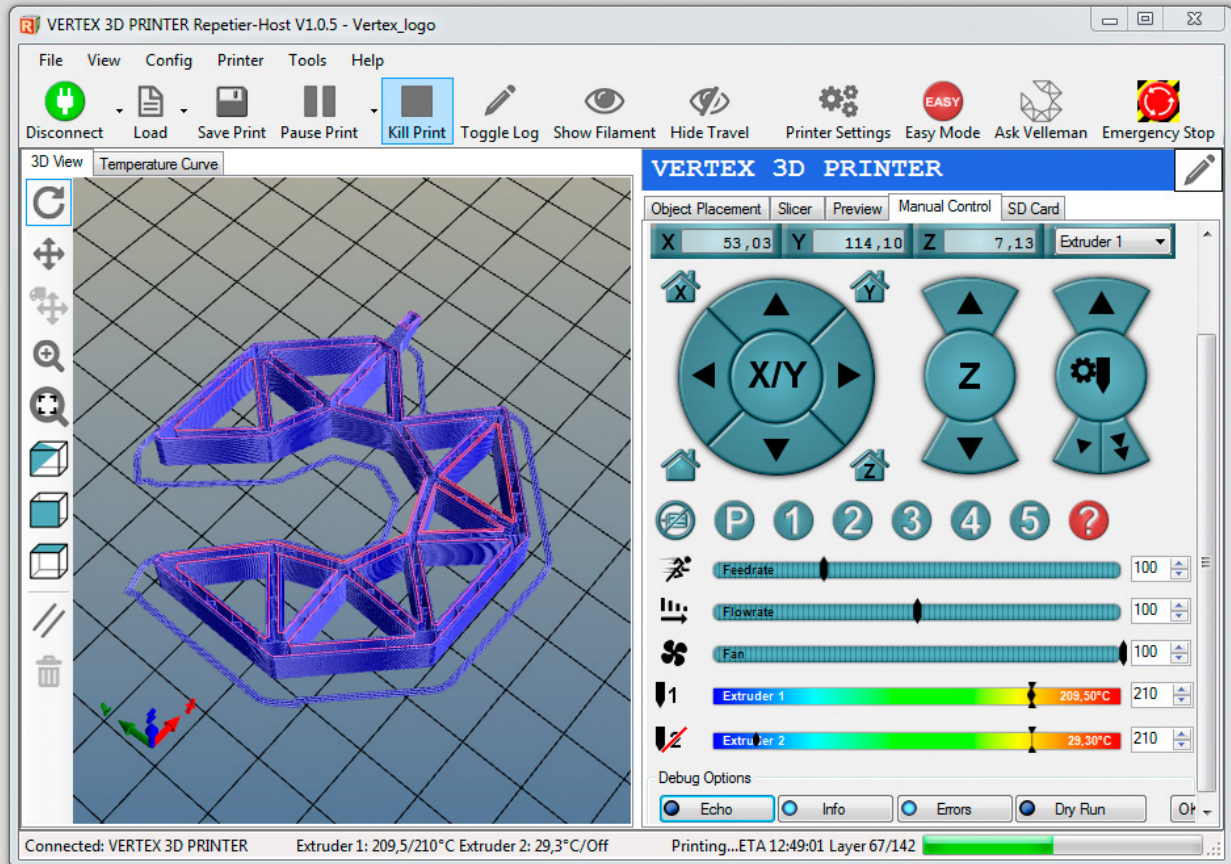 VERTEX 3D PRINTER Repetier-Host V1.0.5 - Vertex_logo
File View Config Printer Tools Help
EASY
Disconnect Load Save Print Pause Print Kill Print Toggle Log Show Filament Hide Travel Printer Settings Easy Mode Ask Velleman Emergency Stop
3D View Temperature Curve
VERTEX 3D PRINTER
Object Placement Slicer Preview Manual Control SD Card
X 53,03 Y 114,10 Z 7,13 Extruder 1
X Y
X/Y Z
Z
P 1 2 3 4 5 ?
Feedrate 100
Flowrate 100
Fan 100
1 Extruder 1 209,50°C 210
2 Extruder 2 29,30°C 210
Debug Options
Echo Info Errors Dry Run OK
Connected: VERTEX 3D PRINTER Extruder 1: 209,5/210°C Extruder 2: 29,3°C/Off Printing...ETA 12:49:01 Layer 67/142